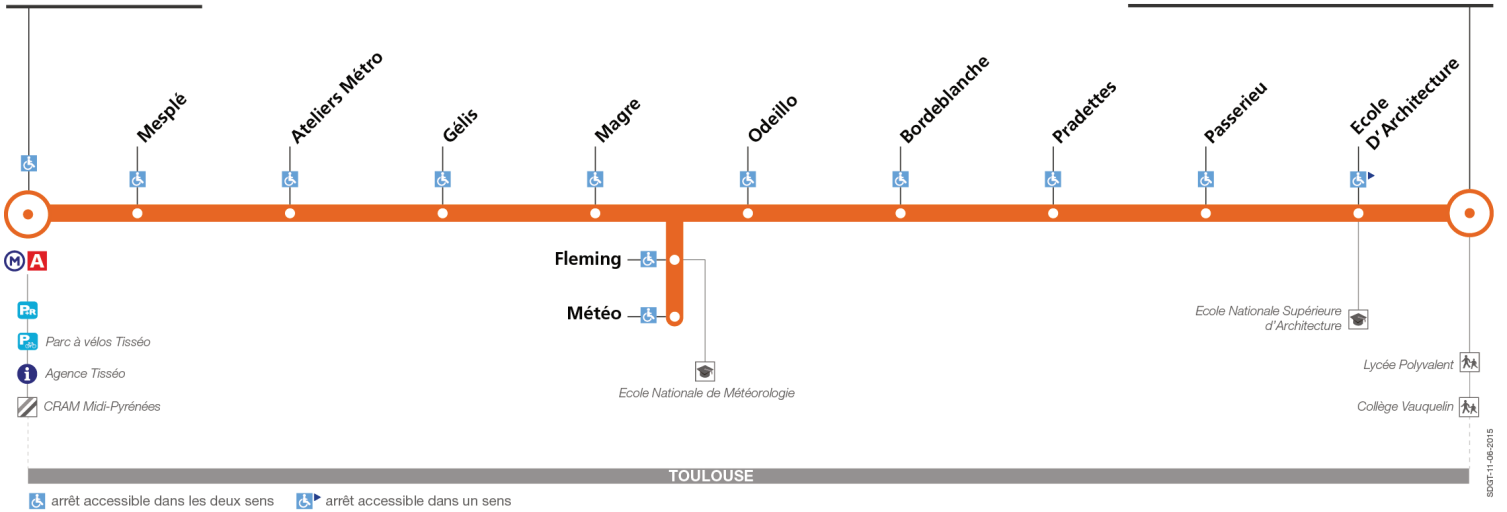 Mesplé
Ateliers Métro
Gélis
Magre
Odeillo
Bordeblanche
Pradettes
Passerieu
Ecole
D'Architecture
M A
Fleming
Météo
P+R
P
Parc à vélos Tisséo
i
Agence Tisséo
CRAM Midi-Pyrénées
Ecole Nationale de Météorologie
Ecole Nationale Supérieure
d'Architecture
Lycée Polyvalent
Collège Vauquelin
TOULOUSE
arrêt accessible dans les deux sens
arrêt accessible dans un sens
SDGT-11-06-2015